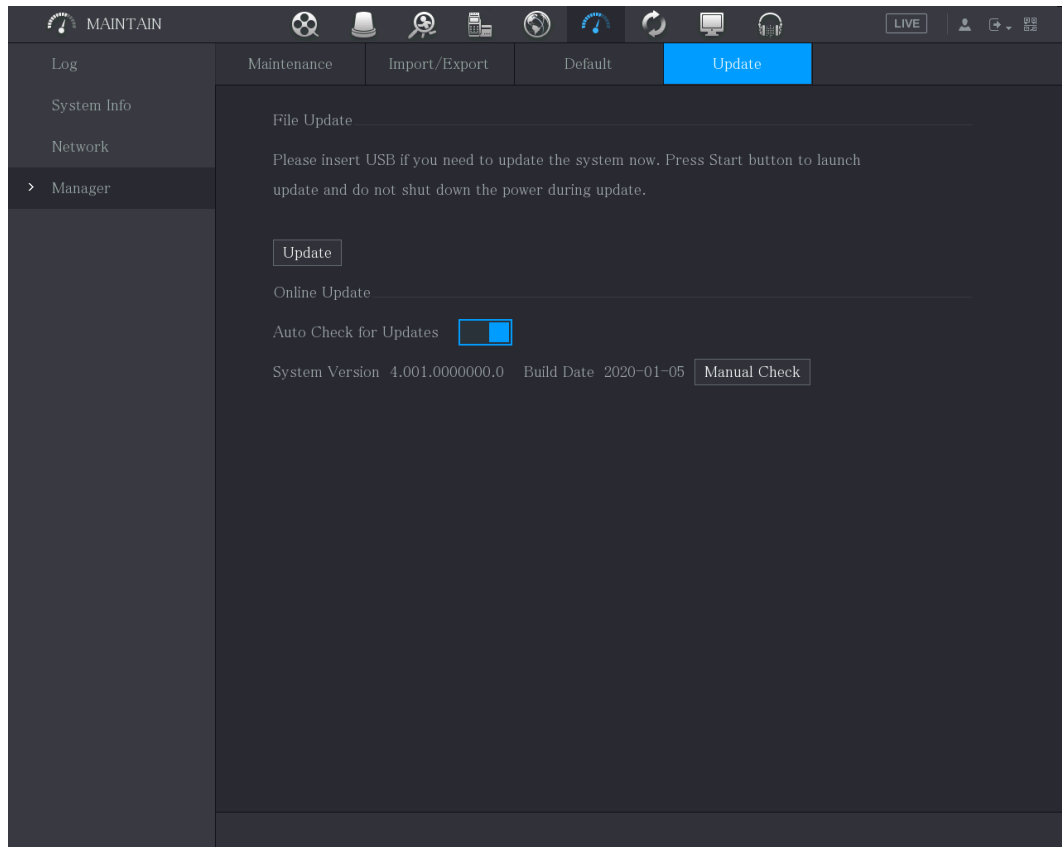 MAINTAIN
LIVE
Log
System Info
Network
Manager
Maintenance Import/Export Default Update
File Update
Please insert USB if you need to update the system now. Press Start button to launch
update and do not shut down the power during update.
Update
Online Update
Auto Check for Updates
System Version 4.001.0000000.0 Build Date 2020-01-05 Manual Check